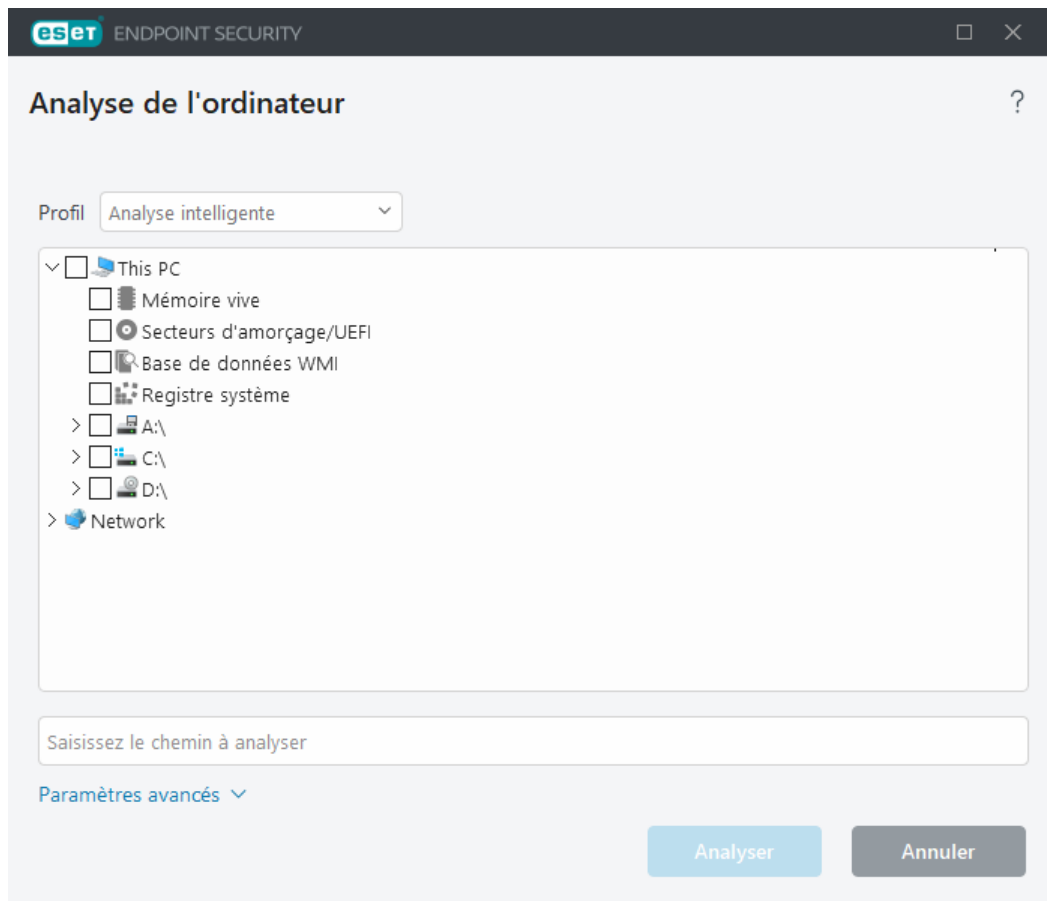 eseT ENDPOINT SECURITY
Analyse de l'ordinateur
?
Profil Analyse intelligente
This PC
Mémoire vive
Secteurs d'amorçage/UEFI
Base de données WMI
Registre système
A:\
C:\
D:\
Network
Saisissez le chemin à analyser
Paramètres avancés
Analyser Annuler